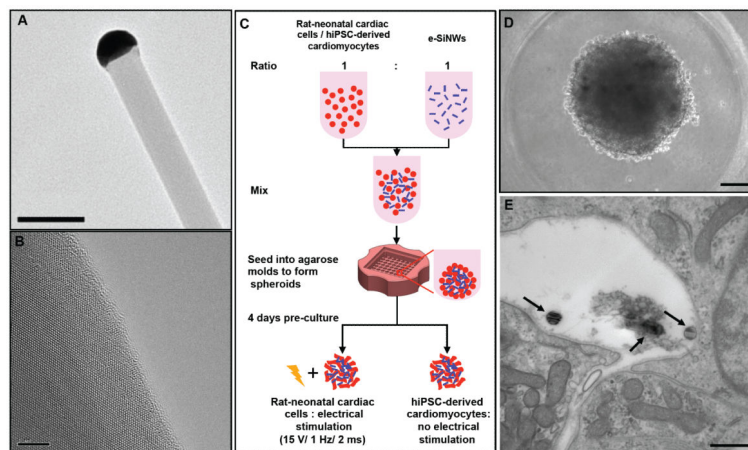 A
B
C
Rat-neonatal cardiac
cells / hiPSC-derived
cardiomyocytes
e-SiNWs
Ratio
1 : 1
Mix
Seed into agarose
molds to form
spheroids
4 days pre-culture
+
Rat-neonatal cardiac
cells : electrical
stimulation
(15 V/ 1 Hz/ 2 ms)
hiPSC-derived
cardiomyocytes:
no electrical
stimulation
D
E